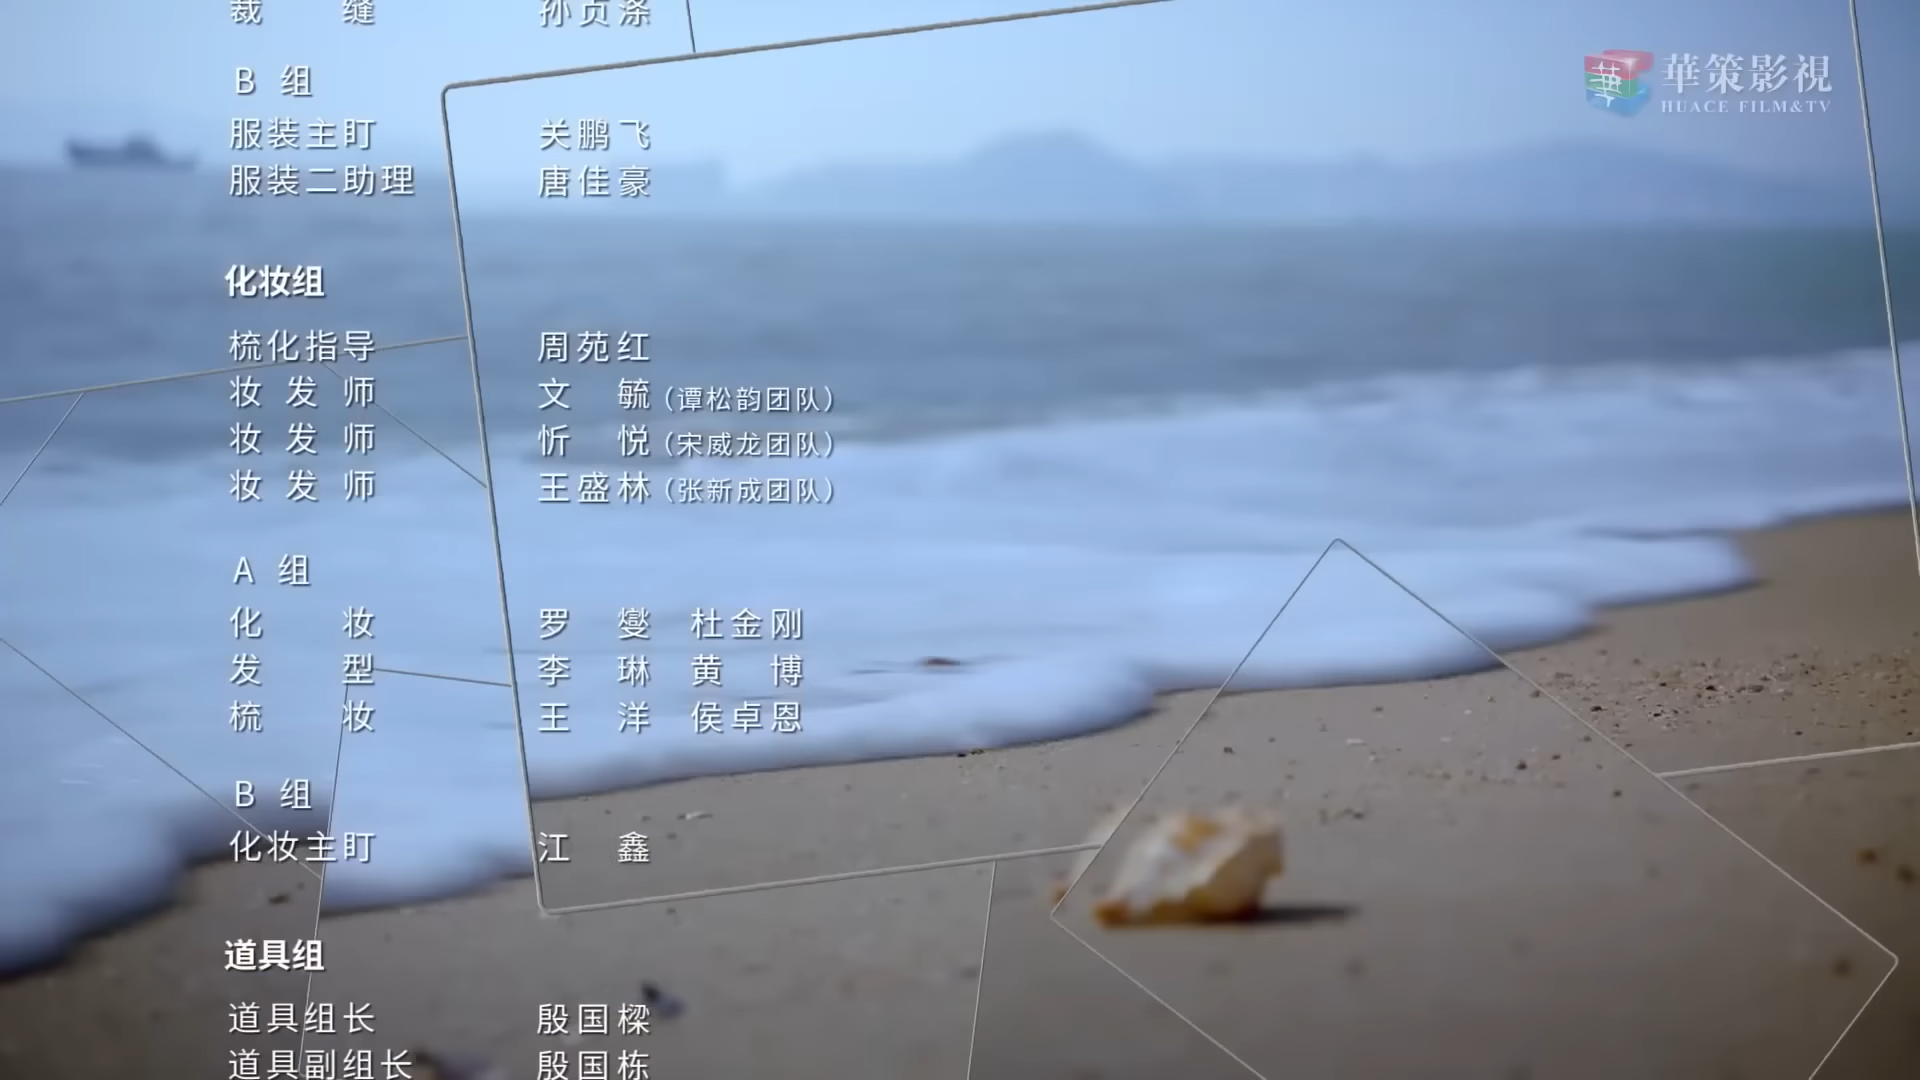 裁 缝 孙贞涤
華策影視
HUACE FILM&TV
B 组
服装主盯 关鹏飞
服装二助理 唐佳豪
化妆组
梳化指导 周苑红
妆发师 文毓（谭松韵团队）
妆发师 忻悦（宋威龙团队）
妆发师 王盛林（张新成团队）
A 组
化妆 罗燮 杜金刚
发型 李琳 黄博
梳妆 王洋 侯卓恩
B 组
化妆主盯 江鑫
道具组
道具组长 殷国樑
道具副组长 殷国栋